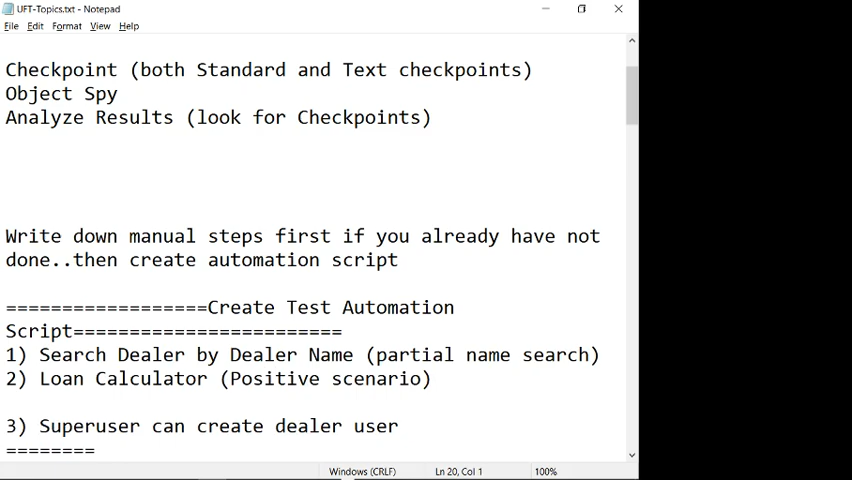 UFT-Topics.txt - Notepad
File Edit Format View Help
Checkpoint (both Standard and Text checkpoints)
Object Spy
Analyze Results (look for Checkpoints)
Write down manual steps first if you already have not
done..then create automation script
==================Create Test Automation
Script========================
1) Search Dealer by Dealer Name (partial name search)
2) Loan Calculator (Positive scenario)
3) Superuser can create dealer user
========
Windows (CRLF) Ln 20, Col 1 100%